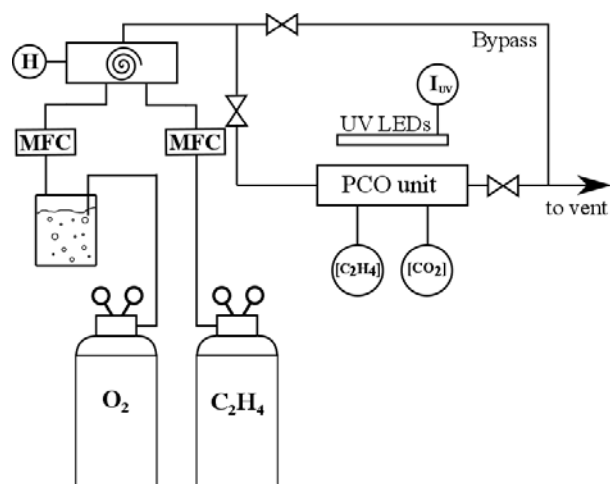 Bypass
H
I_UV
UV LEDs
MFC
MFC
PCO unit
to vent
[C₂H₄]
[CO₂]
O₂
C₂H₄